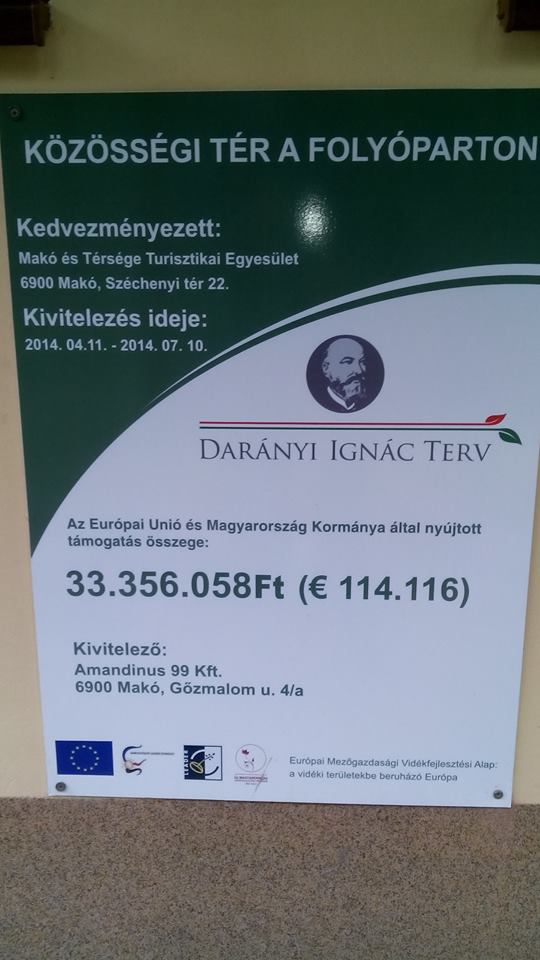 KÖZÖSSÉGI TÉR A FOLYÓPARTON
Kedvezményezett:
Makó és Térsége Turisztikai Egyesület
6900 Makó, Széchenyi tér 22.
Kivitelezés ideje:
2014. 04.11. - 2014. 07. 10.
DARÁNYI IGNÁC TERV
Az Európai Unió és Magyarország Kormánya által nyújtott
támogatás összege:
33.356.058Ft (€ 114.116)
Kivitelező:
Amandinus 99 Kft.
6900 Makó, Gőzmalom u. 4/a
LEADER
Európai Mezőgazdasági Vidékfejlesztési Alap:
a vidéki területekbe beruházó Európa